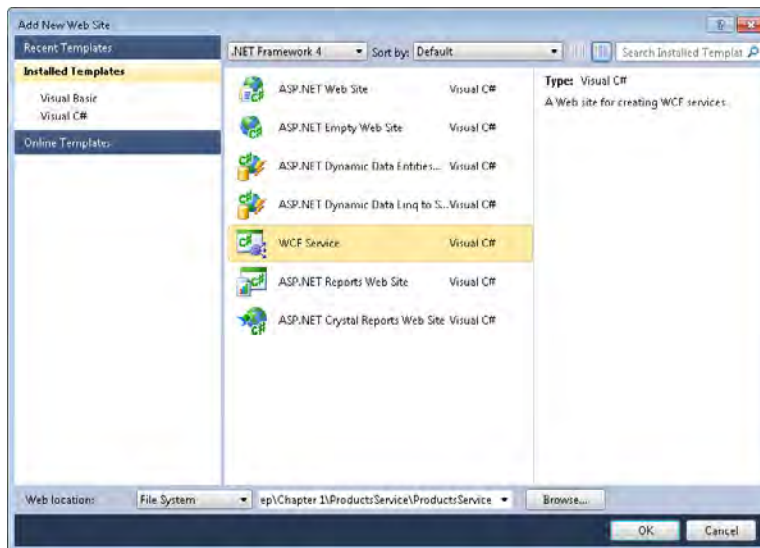 Add New Web Site
Recent Templates
.NET Framework 4 Sort by: Default Search Installed Templat
Installed Templates
Visual Basic
Visual C#
Online Templates
ASP.NET Web Site Visual C#
ASP.NET Empty Web Site Visual C#
ASP.NET Dynamic Data Entities... Visual C#
ASP.NET Dynamic Data Linq to S... Visual C#
WCF Service Visual C#
ASP.NET Reports Web Site Visual C#
ASP.NET Crystal Reports Web Site Visual C#
Type: Visual C#
A Web site for creating WCF services
Web location: File System ep\Chapter 1\ProductsService\ProductsService Browse...
OK Cancel